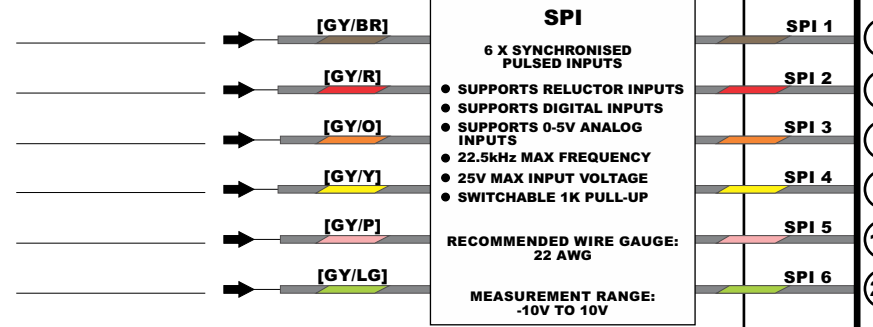 [GY/BR]
[GY/R]
[GY/O]
[GY/Y]
[GY/P]
[GY/LG]
SPI
6 X SYNCHRONISED
PULSED INPUTS
● SUPPORTS RELUCTOR INPUTS
● SUPPORTS DIGITAL INPUTS
● SUPPORTS 0-5V ANALOG
INPUTS
● 22.5kHz MAX FREQUENCY
● 25V MAX INPUT VOLTAGE
● SWITCHABLE 1K PULL-UP
RECOMMENDED WIRE GAUGE:
22 AWG
MEASUREMENT RANGE:
-10V TO 10V
SPI 1
SPI 2
SPI 3
SPI 4
SPI 5
SPI 6